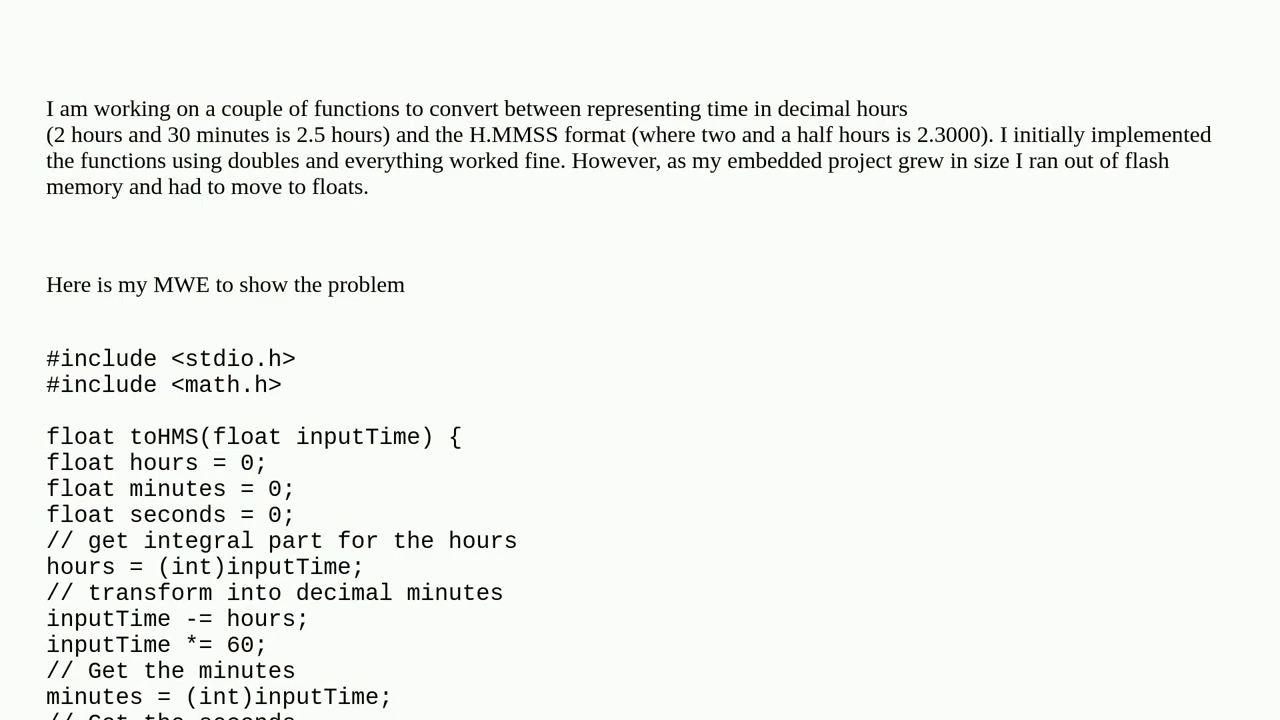 I am working on a couple of functions to convert between representing time in decimal hours
(2 hours and 30 minutes is 2.5 hours) and the H.MMSS format (where two and a half hours is 2.3000). I initially implemented
the functions using doubles and everything worked fine. However, as my embedded project grew in size I ran out of flash
memory and had to move to floats.
Here is my MWE to show the problem
#include <stdio.h>
#include <math.h>
float toHMS(float inputTime) {
float hours = 0;
float minutes = 0;
float seconds = 0;
// get integral part for the hours
hours = (int)inputTime;
// transform into decimal minutes
inputTime -= hours;
inputTime *= 60;
// Get the minutes
minutes = (int)inputTime;
// Get the seconds